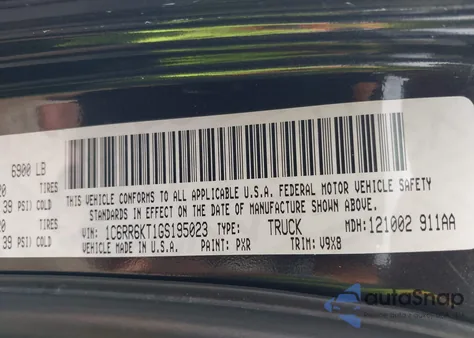 6900 LB
TIRES
39 PSI) COLD
TIRES
39 PSI) COLD
THIS VEHICLE CONFORMS TO ALL APPLICABLE U.S.A. FEDERAL MOTOR VEHICLE SAFETY
STANDARDS IN EFFECT ON THE DATE OF MANUFACTURE SHOWN ABOVE.
VIN: 1C6RR6KT1GS195023 TYPE: TRUCK MDH: 121002 911AA
VEHICLE MADE IN U.S.A. PAINT: PXR TRIM: V9X8
autoSnap